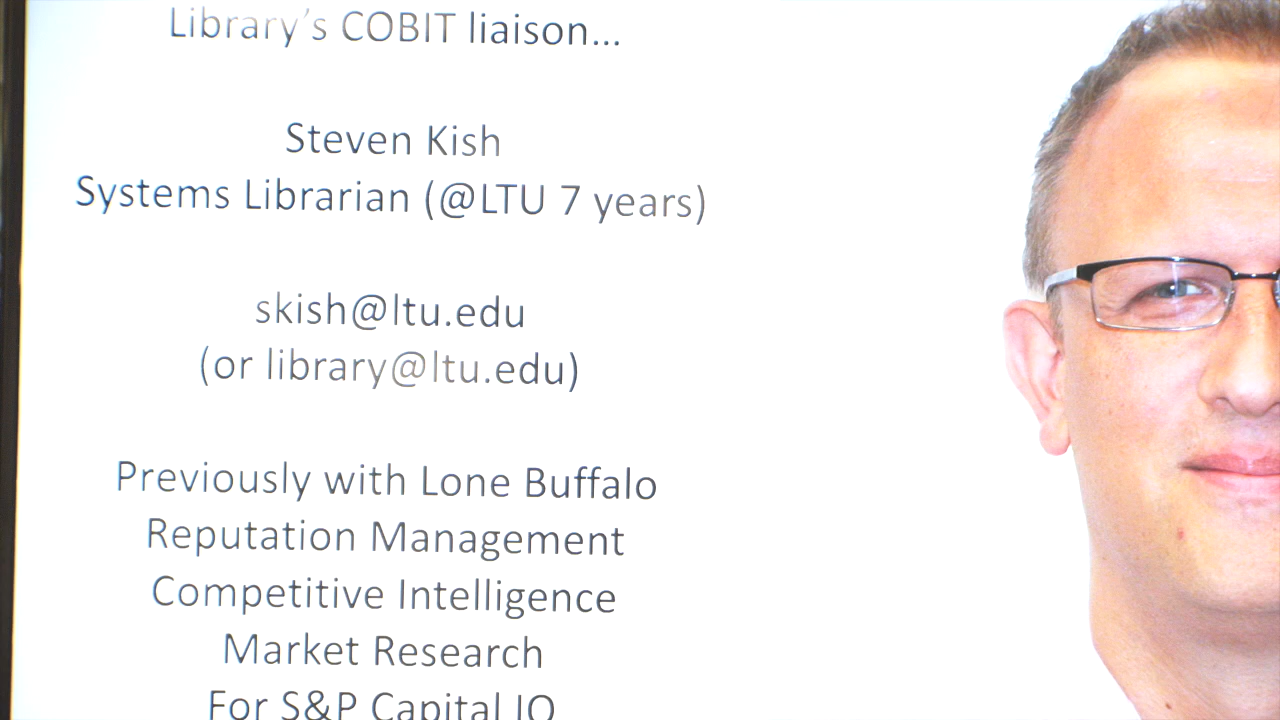 Library's COBIT liaison...
Steven Kish
Systems Librarian (@LTU 7 years)
skish@ltu.edu
(or library@ltu.edu)
Previously with Lone Buffalo
Reputation Management
Competitive Intelligence
Market Research
For S&P Capital IQ